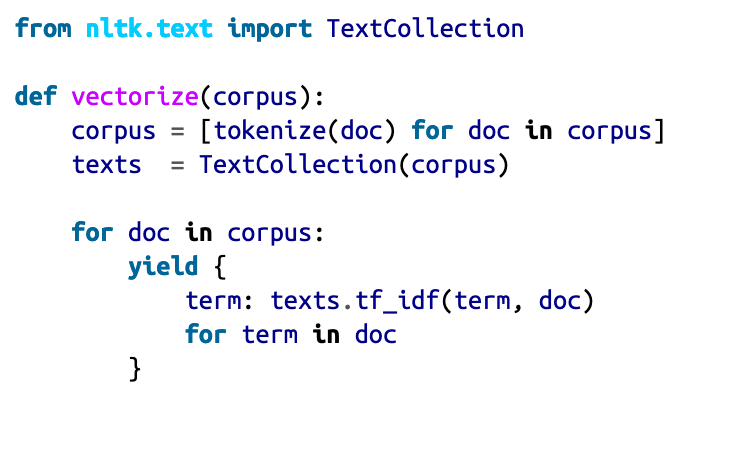 from nltk.text import TextCollection
def vectorize(corpus):
    corpus = [tokenize(doc) for doc in corpus]
    texts  = TextCollection(corpus)
    for doc in corpus:
        yield {
            term: texts.tf_idf(term, doc)
            for term in doc
        }